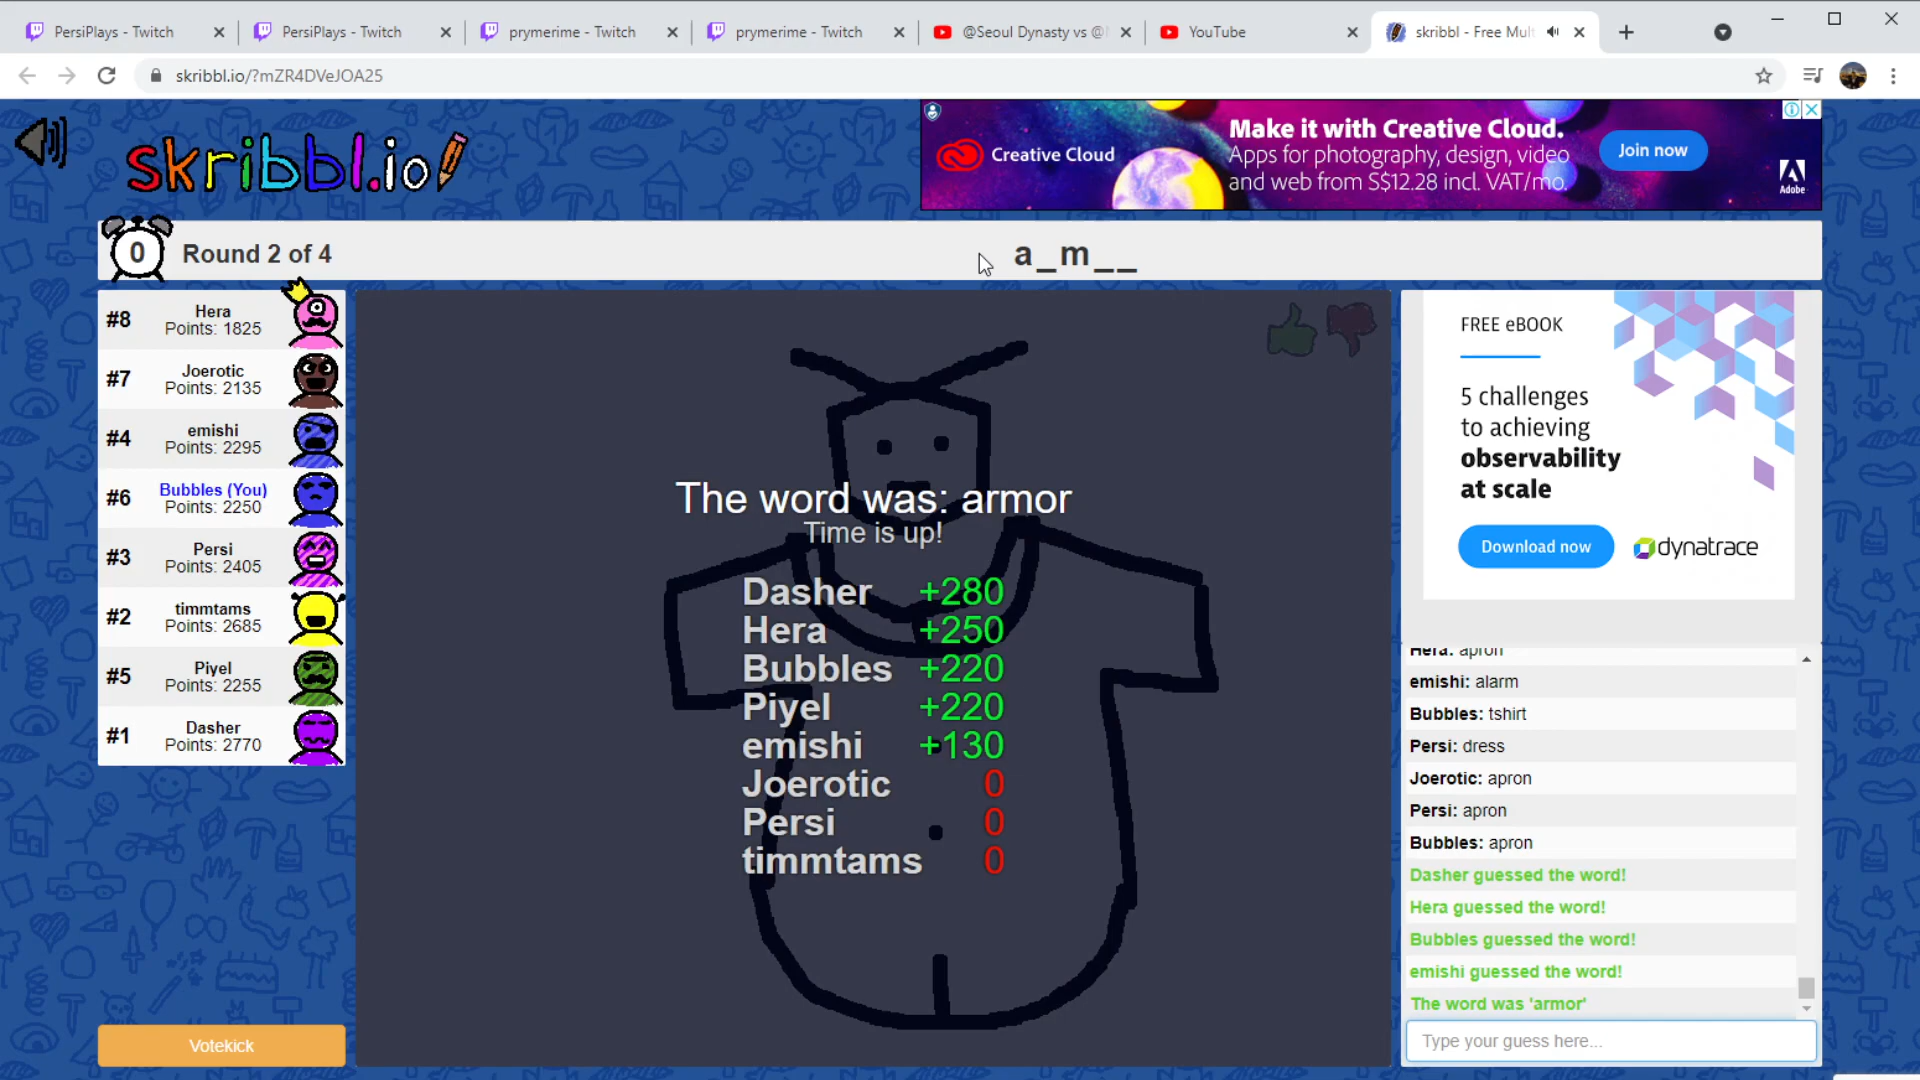 PersiPlays - Twitch
PersiPlays - Twitch
prymerime - Twitch
prymerime - Twitch
@Seoul Dynasty vs @
YouTube
skribbl - Free Mult
skribbl.io/?mZR4DVeJOA25
skribbl.io
Creative Cloud
Make it with Creative Cloud.
Apps for photography, design, video
and web from S$12.28 incl. VAT/mo.
Join now
Adobe
0
Round 2 of 4
a_m__
#8
Hera
Points: 1825
#7
Joerotic
Points: 2135
#4
emishi
Points: 2295
#6
Bubbles (You)
Points: 2250
#3
Persi
Points: 2405
#2
timmtams
Points: 2685
#5
Piyel
Points: 2255
#1
Dasher
Points: 2770
Votekick
The word was: armor
Time is up!
Dasher +280
Hera +250
Bubbles +220
Piyel +220
emishi +130
Joerotic 0
Persi 0
timmtams 0
FREE eBOOK
5 challenges
to achieving
observability
at scale
Download now
dynatrace
Hera: apron
emishi: alarm
Bubbles: tshirt
Persi: dress
Joerotic: apron
Persi: apron
Bubbles: apron
Dasher guessed the word!
Hera guessed the word!
Bubbles guessed the word!
emishi guessed the word!
The word was 'armor'
Type your guess here...